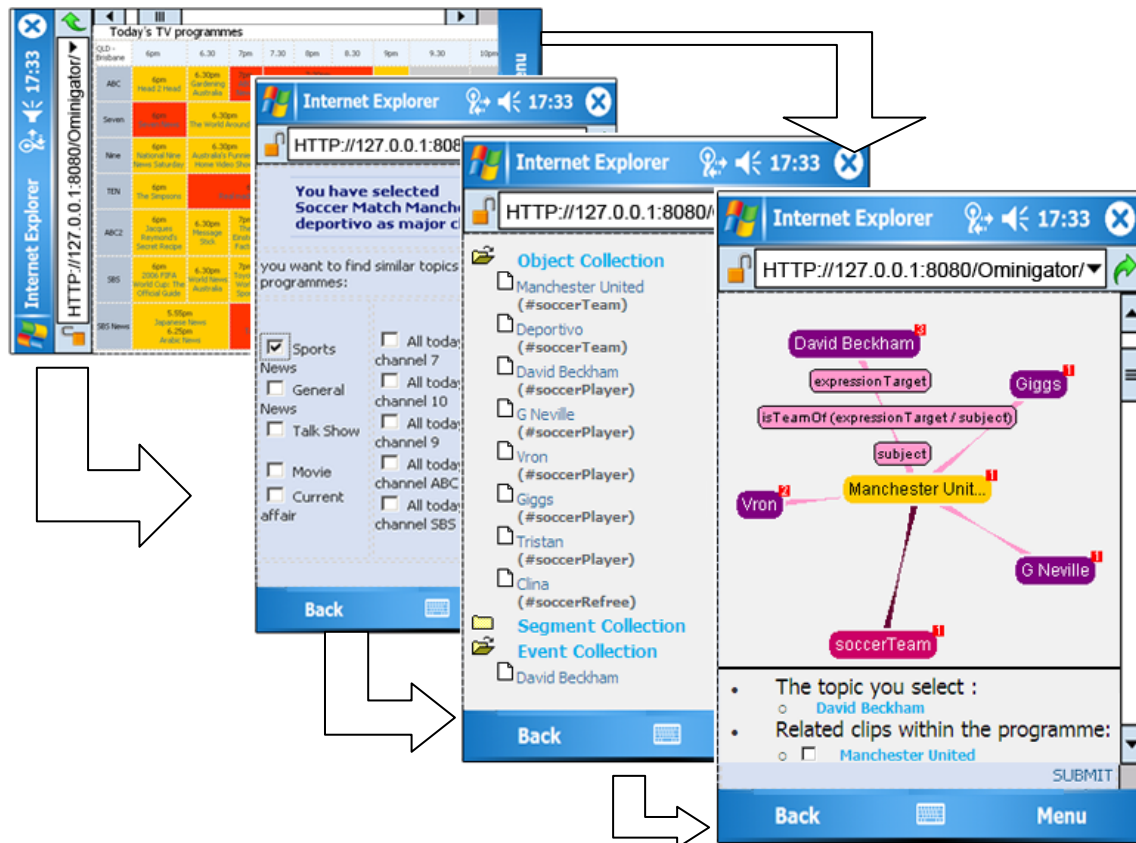 Internet Explorer 17:33
HTTP://127.0.0.1:8080/Ominigator/
Menu
Today's TV programmes
QLD - Brisbane 6pm 6.30 7pm 7.30 8pm 8.30 9pm 9.30 10pm
ABC
6pm Head 2 Head
6.30pm Gardening Australia
Seven
6pm
6.30pm The World Around
Nine
6pm National Nine News Saturday
6.30pm Australia's Funniest Home Video Show
TEN
6pm The Simpsons
ABC2
6pm Jacques Reymond's Secret Recipe
6.30pm Message Stick
SBS
6pm 2006 FIFA World Cup: The Official Guide
6.30pm World News Australia
SBS News
5.55pm Japanese News
6.25pm Arabic News
Internet Explorer 17:33
HTTP://127.0.0.1:808
You have selected
Soccer Match Manch
deportivo as major c
you want to find similar topics
programmes:
Sports
News
General
News
Talk Show
Movie
Current
affair
All toda
channel 7
All toda
channel 10
All toda
channel 9
All toda
channel ABC
All toda
channel SBS
Back
Internet Explorer 17:33
HTTP://127.0.0.1:8080/
Object Collection
Manchester United
(#soccerTeam)
Deportivo
(#soccerTeam)
David Beckham
(#soccerPlayer)
G Neville
(#soccerPlayer)
Vron
(#soccerPlayer)
Giggs
(#soccerPlayer)
Tristan
(#soccerPlayer)
Clina
(#soccerRefree)
Segment Collection
Event Collection
David Beckham
Back
Internet Explorer 17:33
HTTP://127.0.0.1:8080/Ominigator/
David Beckham 3
expressionTarget
Giggs 1
isTeamOf (expressionTarget / subject)
subject
Manchester Unit... 1
Vron 2
G Neville 1
soccerTeam 1
The topic you select :
David Beckham
Related clips within the programme:
Manchester United
SUBMIT
Back Menu